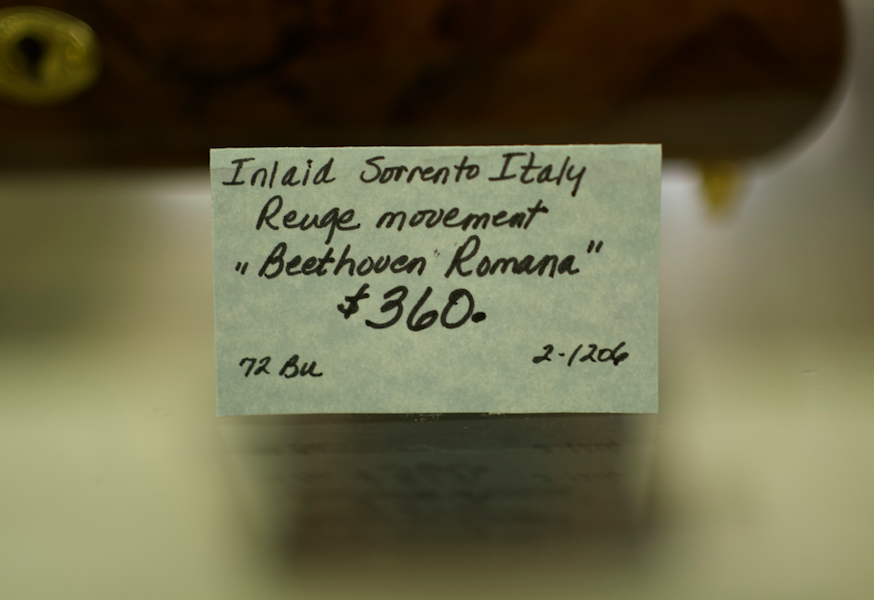 Inlaid Sorrento Italy
Reuge movement
"Beethoven Romana"
$360.
72 Bu
2-1206